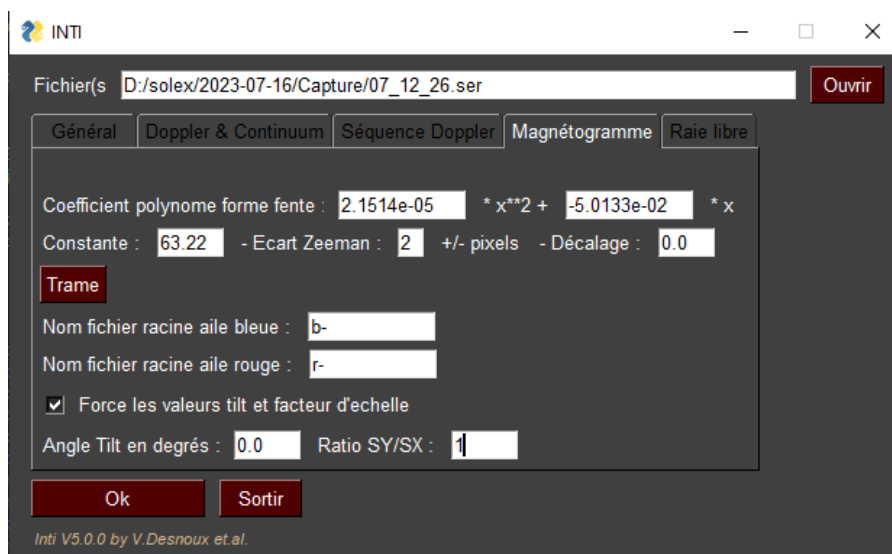 INTI
Fichier(s D:/solex/2023-07-16/Capture/07_12_26.ser Ouvrir
Général Doppler & Continuum Séquence Doppler Magnétogramme Raie libre
Coefficient polynome forme fente : 2.1514e-05 * x**2 + -5.0133e-02 * x
Constante : 63.22 - Ecart Zeeman : 2 +/- pixels - Décalage : 0.0
Trame
Nom fichier racine aile bleue : b-
Nom fichier racine aile rouge : r-
Force les valeurs tilt et facteur d'echelle
Angle Tilt en degrés : 0.0 Ratio SY/SX : 1
Ok Sortir
Inti V5.0.0 by V.Desnoux et.al.